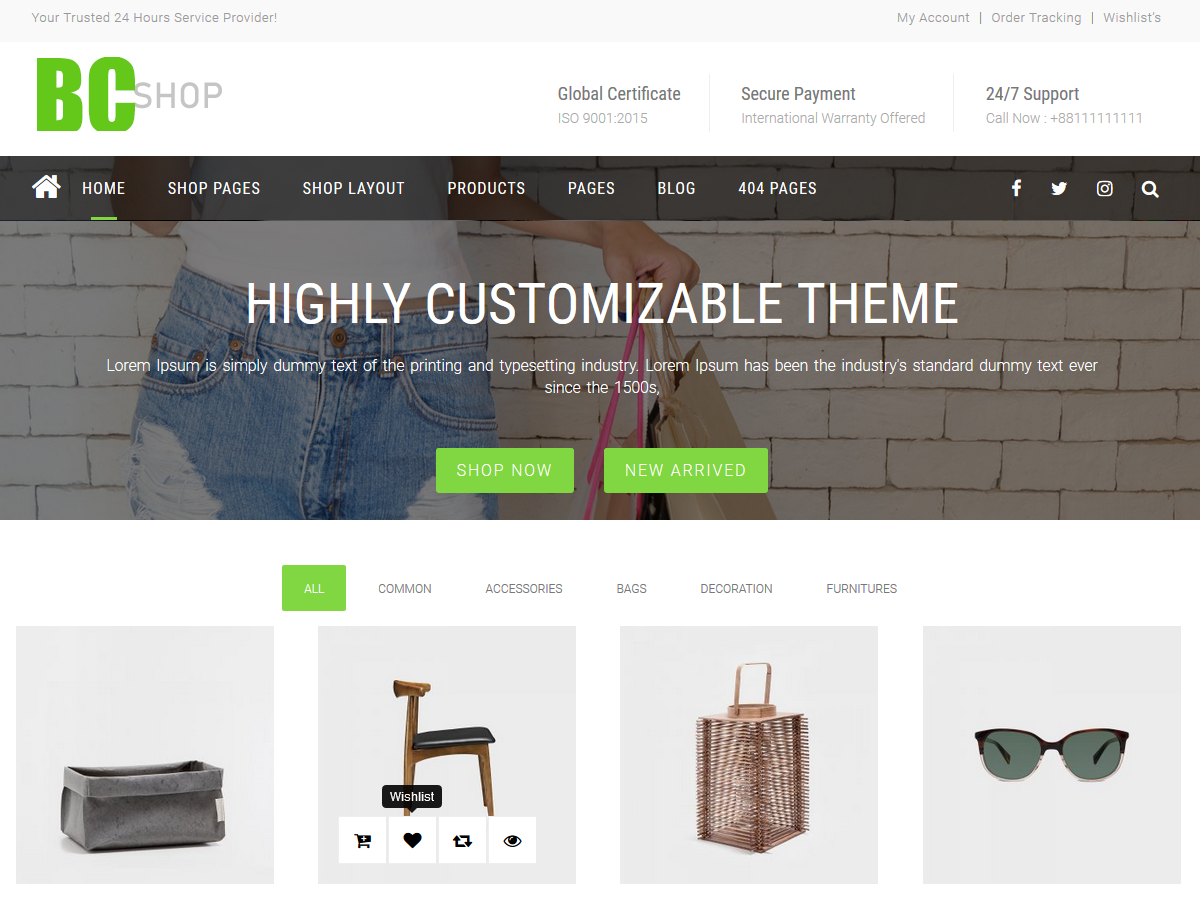 Your Trusted 24 Hours Service Provider!
My Account | Order Tracking | Wishlist's
BC SHOP
Global Certificate
ISO 9001:2015
Secure Payment
International Warranty Offered
24/7 Support
Call Now : +88111111111
HOME SHOP PAGES SHOP LAYOUT PRODUCTS PAGES BLOG 404 PAGES
HIGHLY CUSTOMIZABLE THEME
Lorem Ipsum is simply dummy text of the printing and typesetting industry. Lorem Ipsum has been the industry's standard dummy text ever
since the 1500s,
SHOP NOW NEW ARRIVED
ALL COMMON ACCESSORIES BAGS DECORATION FURNITURES
Wishlist